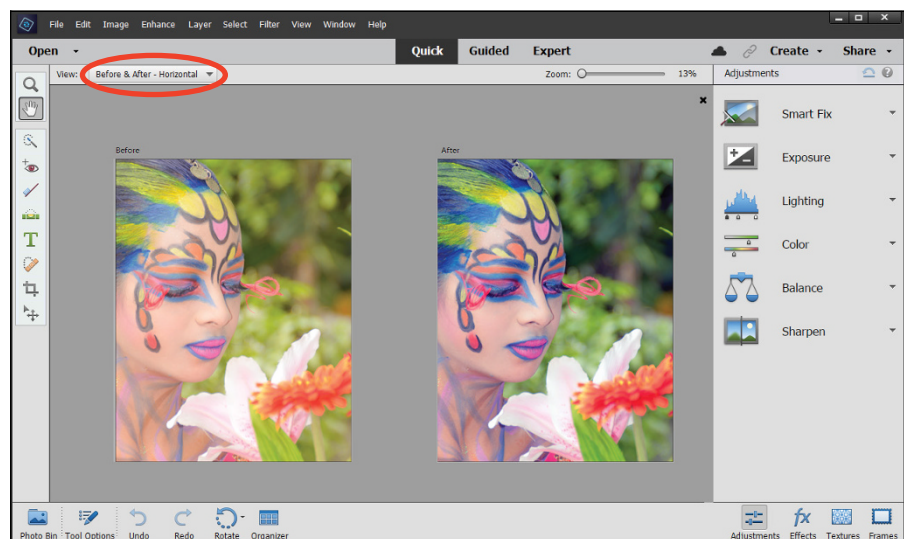 File Edit Image Enhance Layer Select Filter View Window Help
Open Quick Guided Expert Create Share
View: Before & After - Horizontal Zoom: 13% Adjustments
Before After
Smart Fix
Exposure
Lighting
Color
Balance
Sharpen
Photo Bin Tool Options Undo Redo Rotate Organizer Adjustments Effects Textures Frames